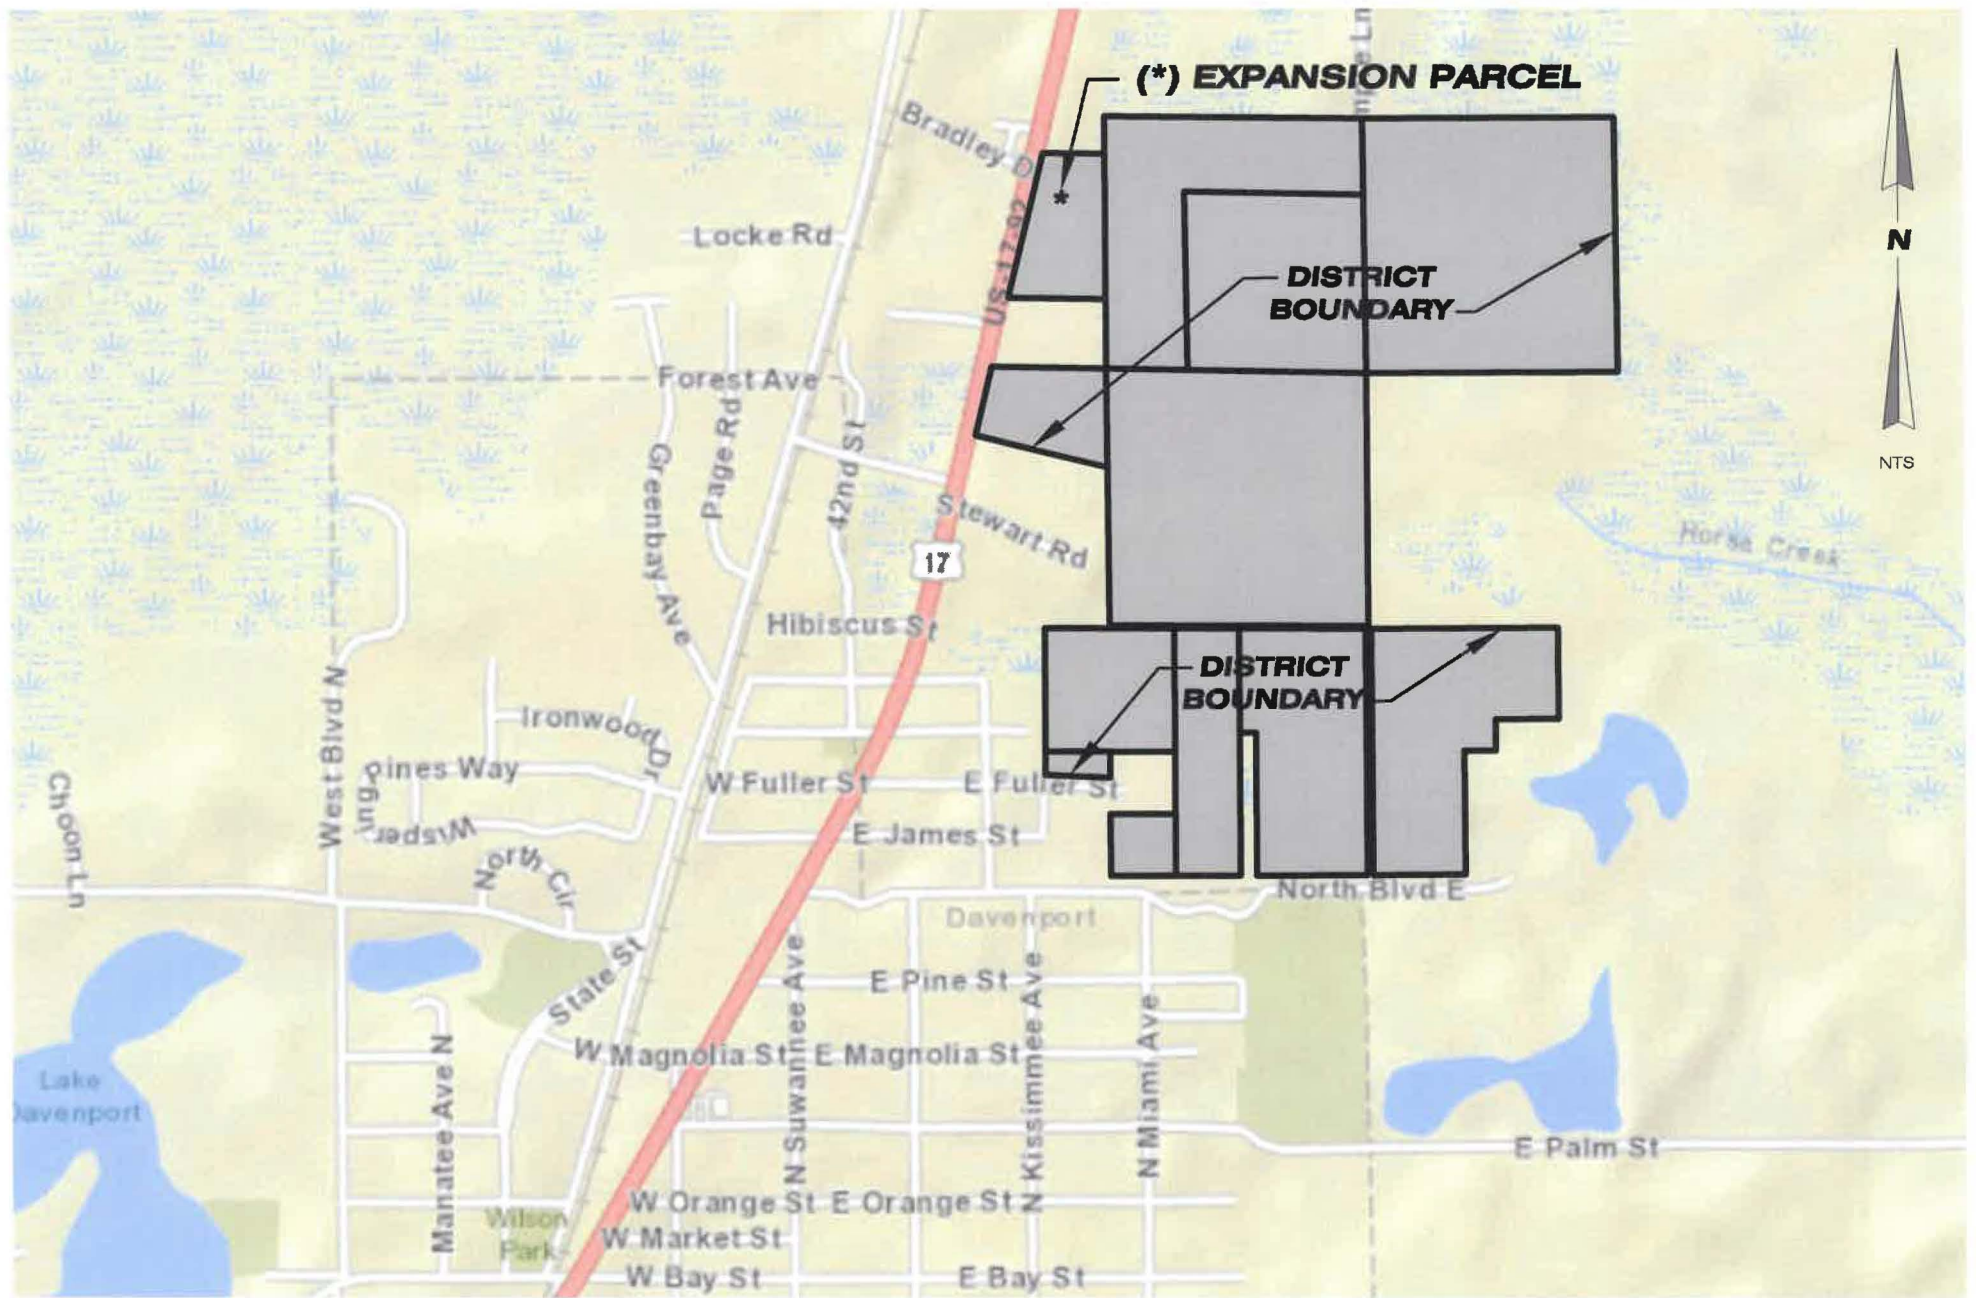 (*) EXPANSION PARCEL
Bradley D
*
N
Locke Rd
US-17-92
DISTRICT
BOUNDARY
Forest Ave
Page Rd
Greenbay Ave
42nd St
NTS
Stewart Rd
17
Horse Creek
Hibiscus St
DISTRICT
BOUNDARY
West Blvd N
Ironwood Dr
pines Way
Whisper
Choon Ln
W Fuller St
E Fuller St
E James St
North Cir
North Blvd E
Davenport
State St
E Pine St
N Suwannee Ave
N Kissimmee Ave
N Miami Ave
W Magnolia St
E Magnolia St
Manatee Ave N
Lake
Davenport
E Palm St
W Orange St
E Orange St
Wilson
Park
W Market St
W Bay St
E Bay St